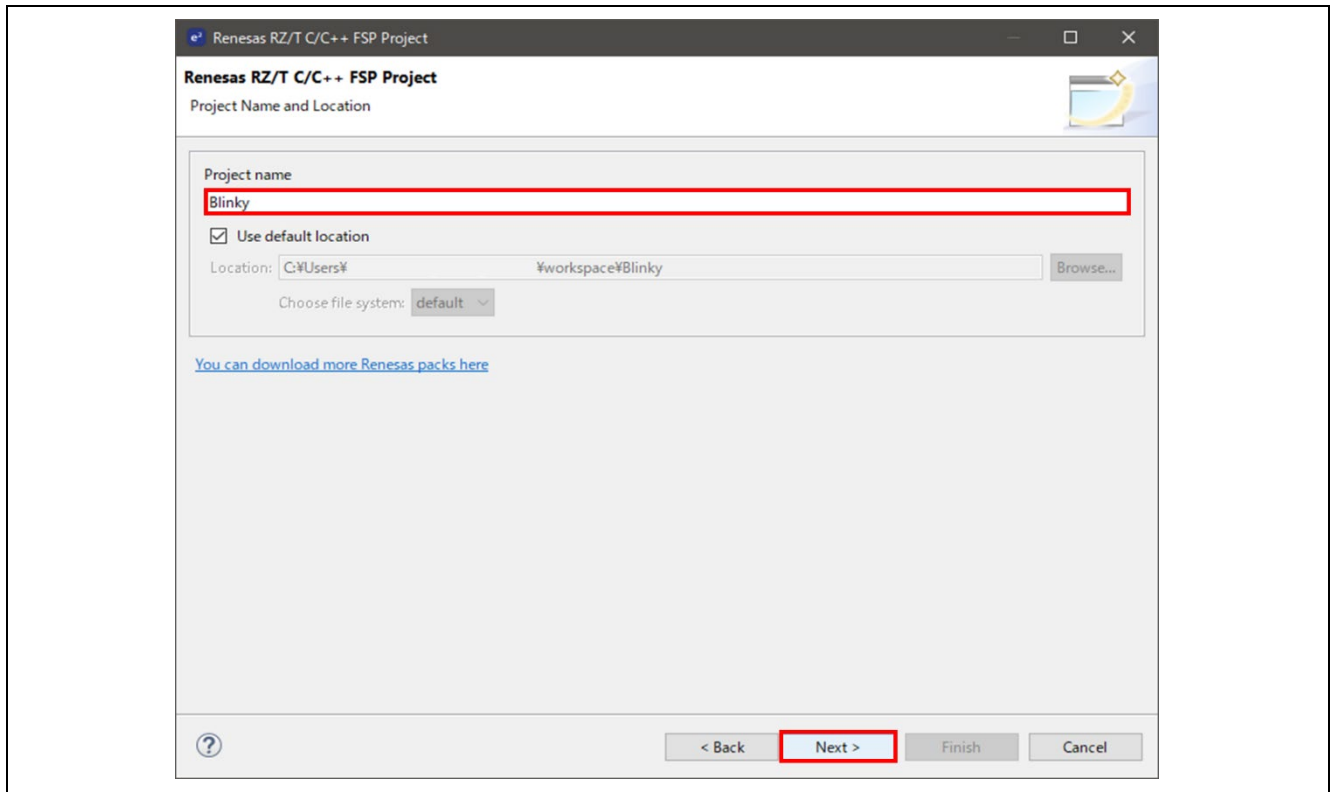 e² Renesas RZ/T C/C++ FSP Project
Renesas RZ/T C/C++ FSP Project
Project Name and Location
Project name
Blinky
Use default location
Location: C:¥Users¥ ¥workspace¥Blinky Browse...
Choose file system: default
You can download more Renesas packs here
? < Back Next > Finish Cancel